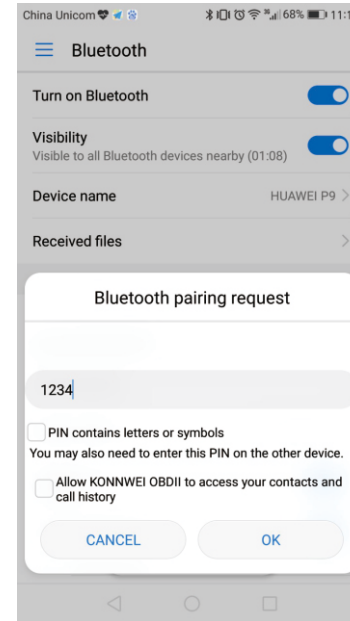 China Unicom 68% 11:1
Bluetooth
Turn on Bluetooth
Visibility
Visible to all Bluetooth devices nearby (01:08)
Device name HUAWEI P9
Received files
Bluetooth pairing request
1234
PIN contains letters or symbols
You may also need to enter this PIN on the other device.
Allow KONNWEI OBDII to access your contacts and
call history
CANCEL OK